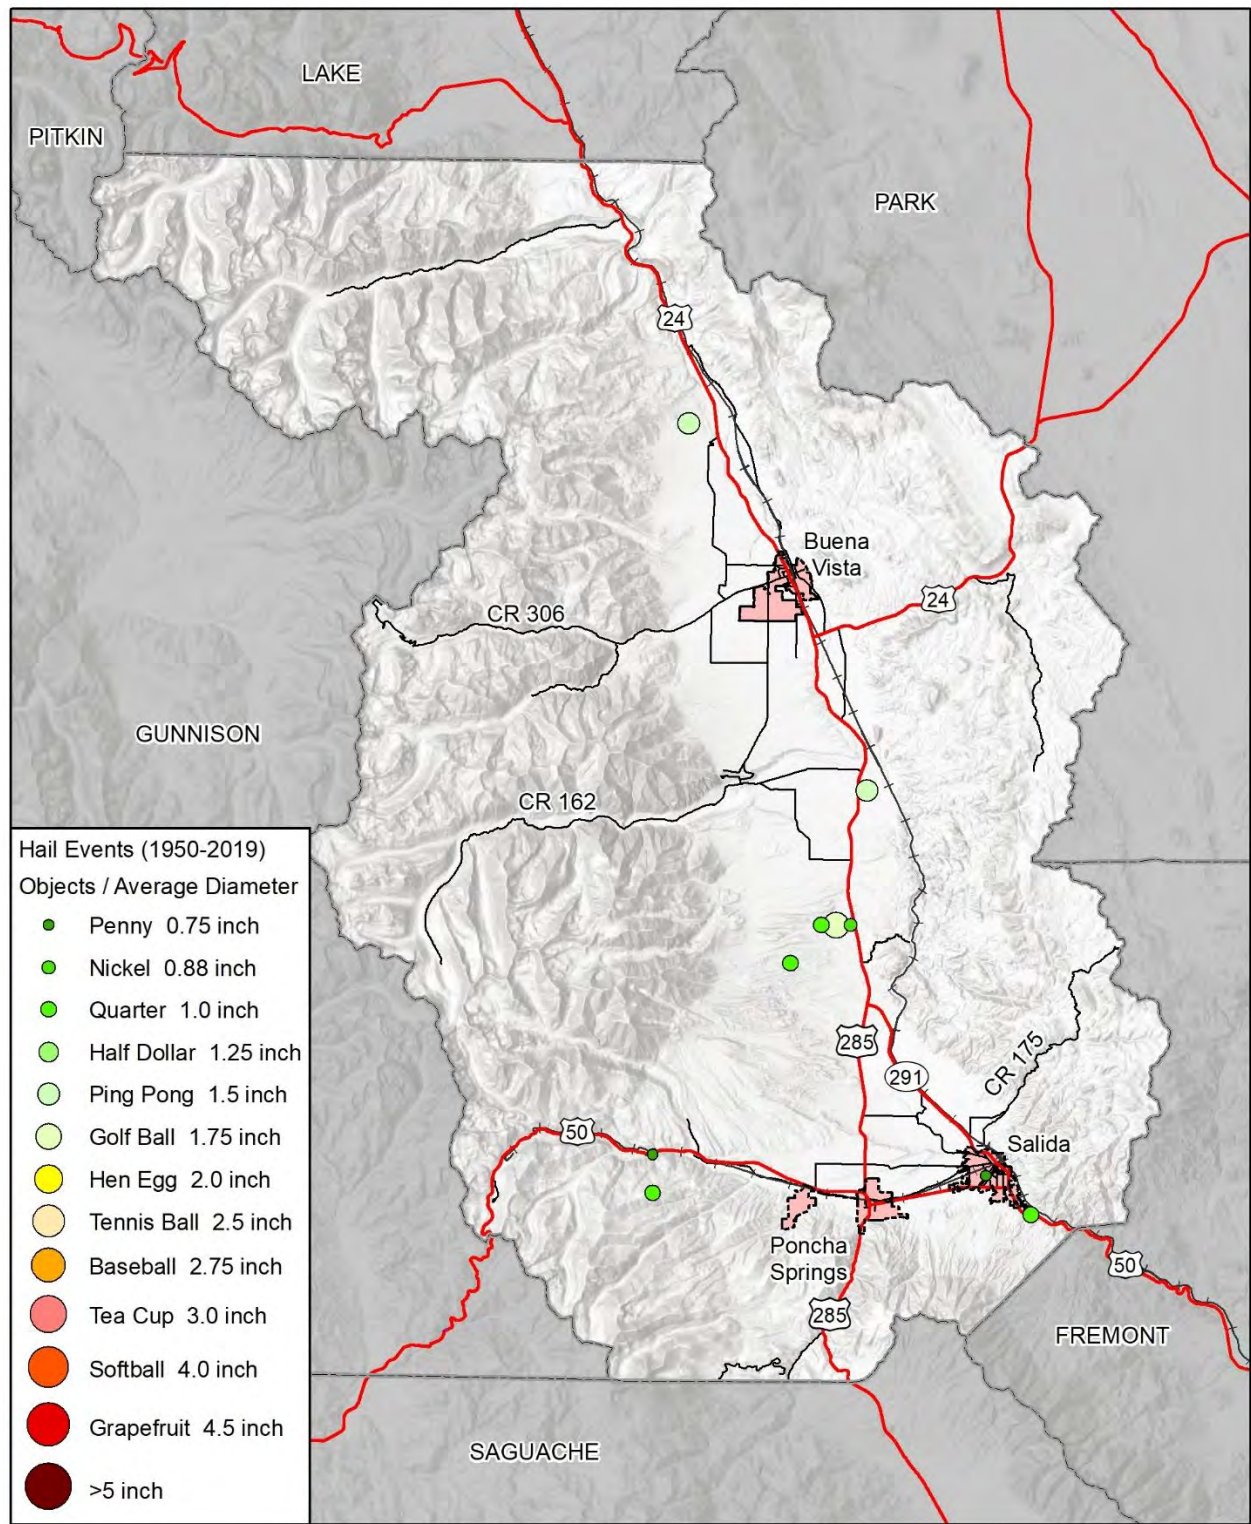 LAKE
PITKIN
PARK
24
Buena
Vista
CR 306
24
GUNNISON
CR 162
285
291
CR 175
50
Salida
Poncha
Springs
50
285
FREMONT
SAGUACHE
Hail Events (1950-2019)
Objects / Average Diameter
Penny 0.75 inch
Nickel 0.88 inch
Quarter 1.0 inch
Half Dollar 1.25 inch
Ping Pong 1.5 inch
Golf Ball 1.75 inch
Hen Egg 2.0 inch
Tennis Ball 2.5 inch
Baseball 2.75 inch
Tea Cup 3.0 inch
Softball 4.0 inch
Grapefruit 4.5 inch
>5 inch